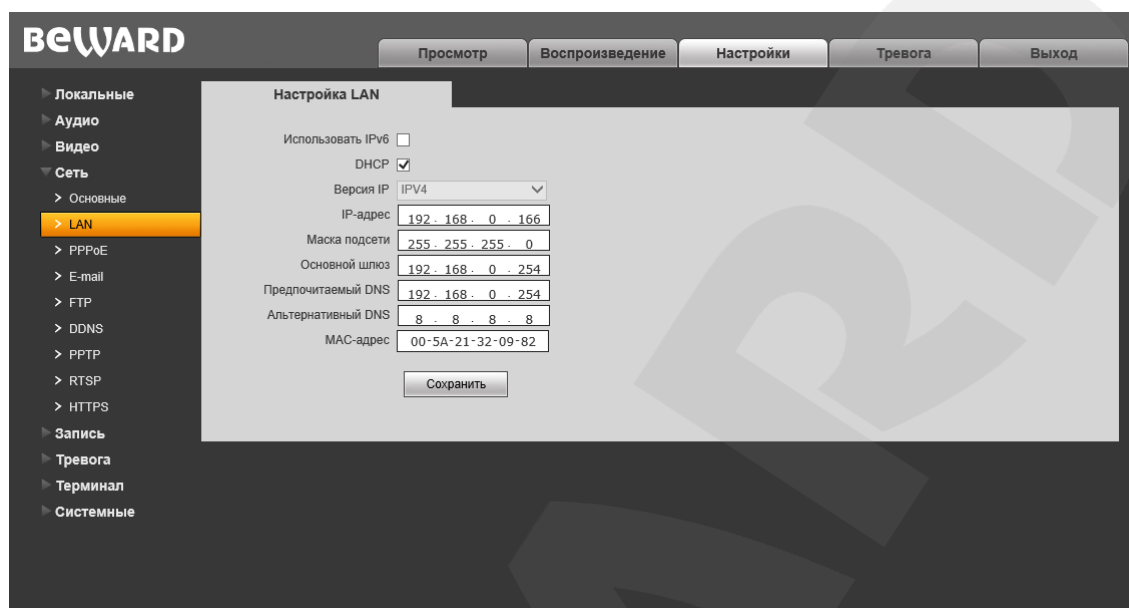 BEWARD
Просмотр Воспроизведение Настройки Тревога Выход
Локальные
Аудио
Видео
Сеть
Основные
LAN
PPPoE
E-mail
FTP
DDNS
PPTP
RTSP
HTTPS
Запись
Тревога
Терминал
Системные
Настройка LAN
Использовать IPv6
DHCP
Версия IP IPV4
IP-адрес 192 . 168 . 0 . 166
Маска подсети 255 . 255 . 255 . 0
Основной шлюз 192 . 168 . 0 . 254
Предпочитаемый DNS 192 . 168 . 0 . 254
Альтернативный DNS 8 . 8 . 8 . 8
MAC-адрес 00-5A-21-32-09-82
Сохранить